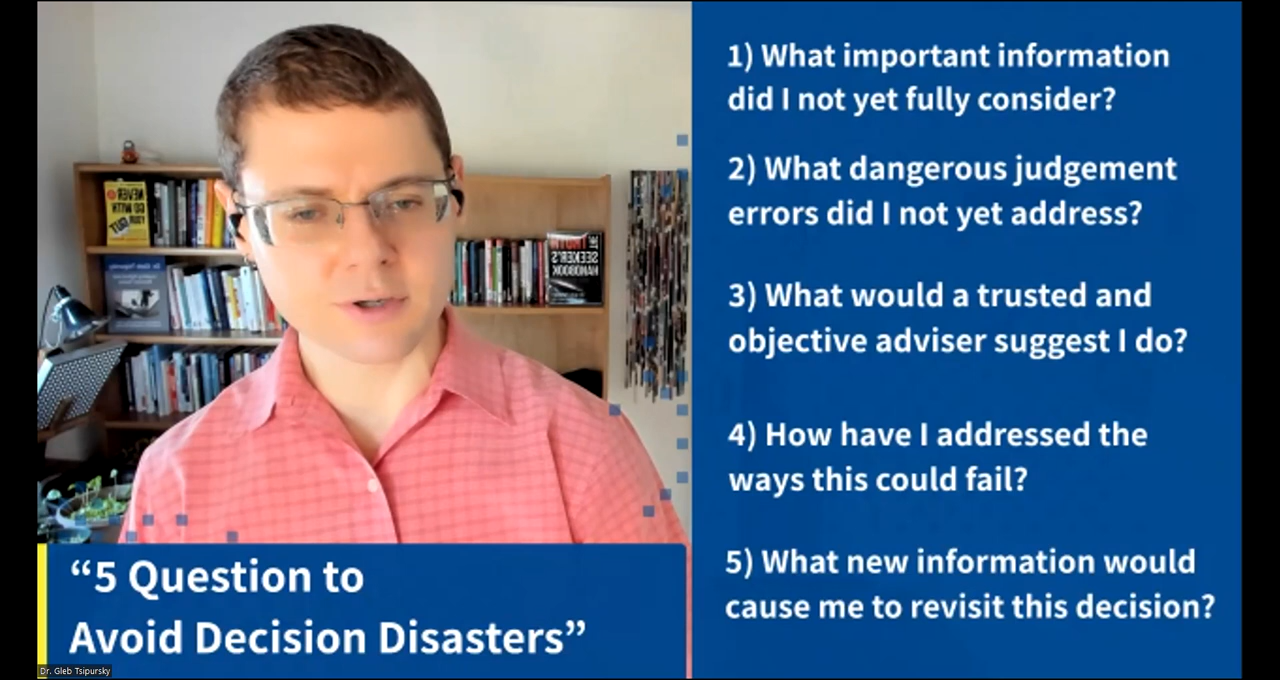 NEVER
GO WITH
YOUR
GUT
Dr. Gleb Tsipursky
TRUTH
SEEKER'S
HANDBOOK
“5 Question to
Avoid Decision Disasters”
Dr. Gleb Tsipursky
1) What important information
did I not yet fully consider?
2) What dangerous judgement
errors did I not yet address?
3) What would a trusted and
objective adviser suggest I do?
4) How have I addressed the
ways this could fail?
5) What new information would
cause me to revisit this decision?